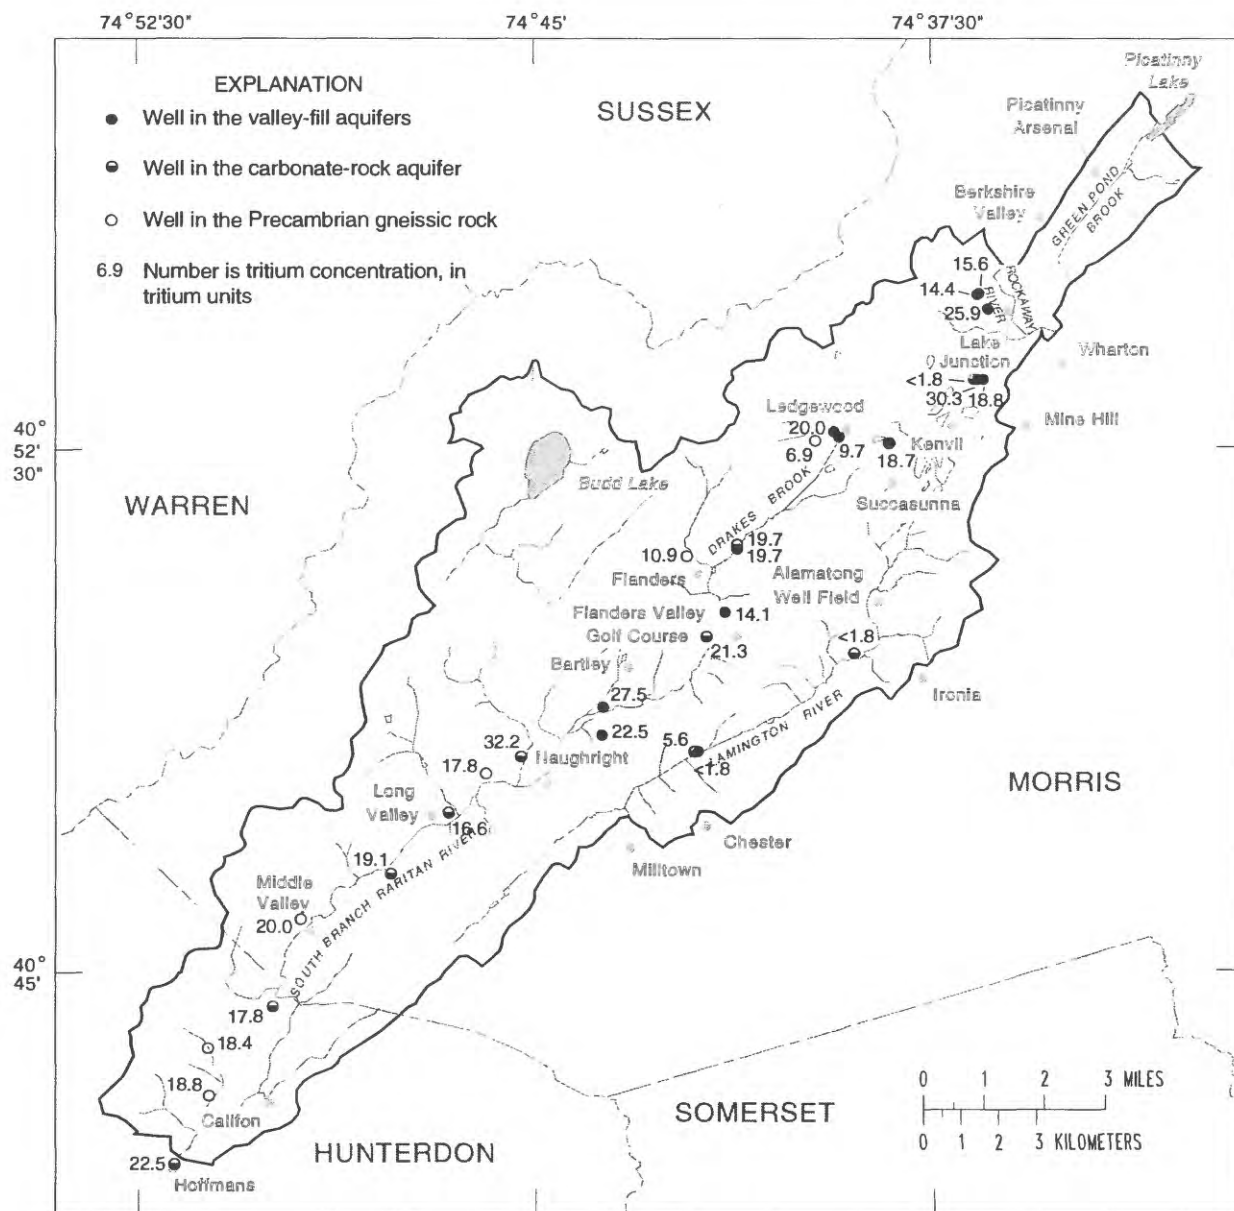 74°52'30"
74°45'
74°37'30"
EXPLANATION
Well in the valley-fill aquifers
Well in the carbonate-rock aquifer
Well in the Precambrian gneissic rock
6.9 Number is tritium concentration, in
tritium units
SUSSEX
Picatinny
Lake
Picatinny
Arsenal
Berkshire
Valley
GREEN POND
BROOK
ROCKAWAY
RIVER
15.6
14.4
25.9
Lake
Junction
Wharton
<1.8
30.3
18.8
Mine Hill
Ledgewood
20.0
6.9
9.7
18.7
Kenvil
Succasunna
40°
52'
30"
Budd Lake
WARREN
DRAKES BROOK
19.7
19.7
10.9
Flanders
Alamatong
Well Field
Flanders Valley
Golf Course
14.1
21.3
<1.8
Bartley
Ironia
27.5
22.5
LAMINGTON RIVER
5.6
<1.8
32.2
Naughright
17.8
MORRIS
Long
Valley
16.6
Chester
Milltown
19.1
SOUTH BRANCH RARITAN RIVER
Middle
Valley
20.0
40°
45'
17.8
18.4
18.8
Califon
0 1 2 3 MILES
0 1 2 3 KILOMETERS
SOMERSET
HUNTERDON
22.5
Hoffmans